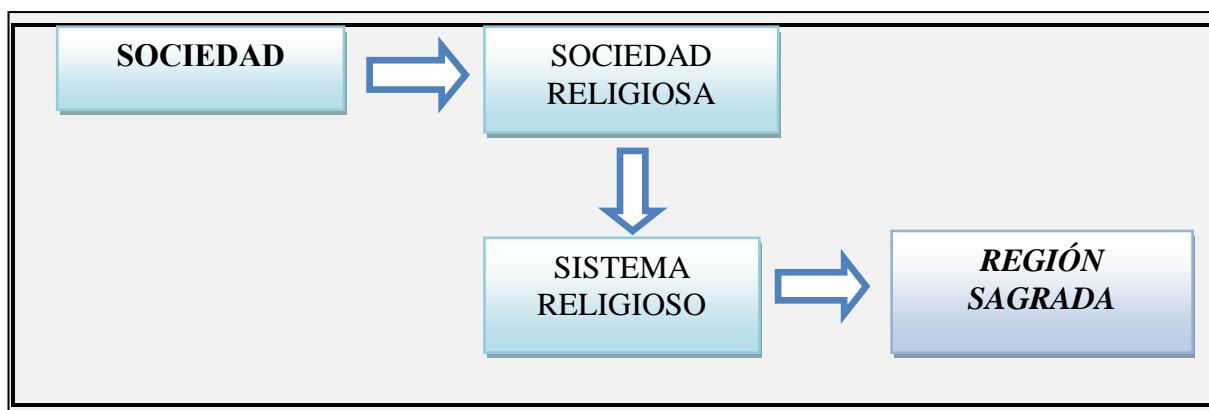 SOCIEDAD
SOCIEDAD
RELIGIOSA
SISTEMA
RELIGIOSO
REGIÓN
SAGRADA